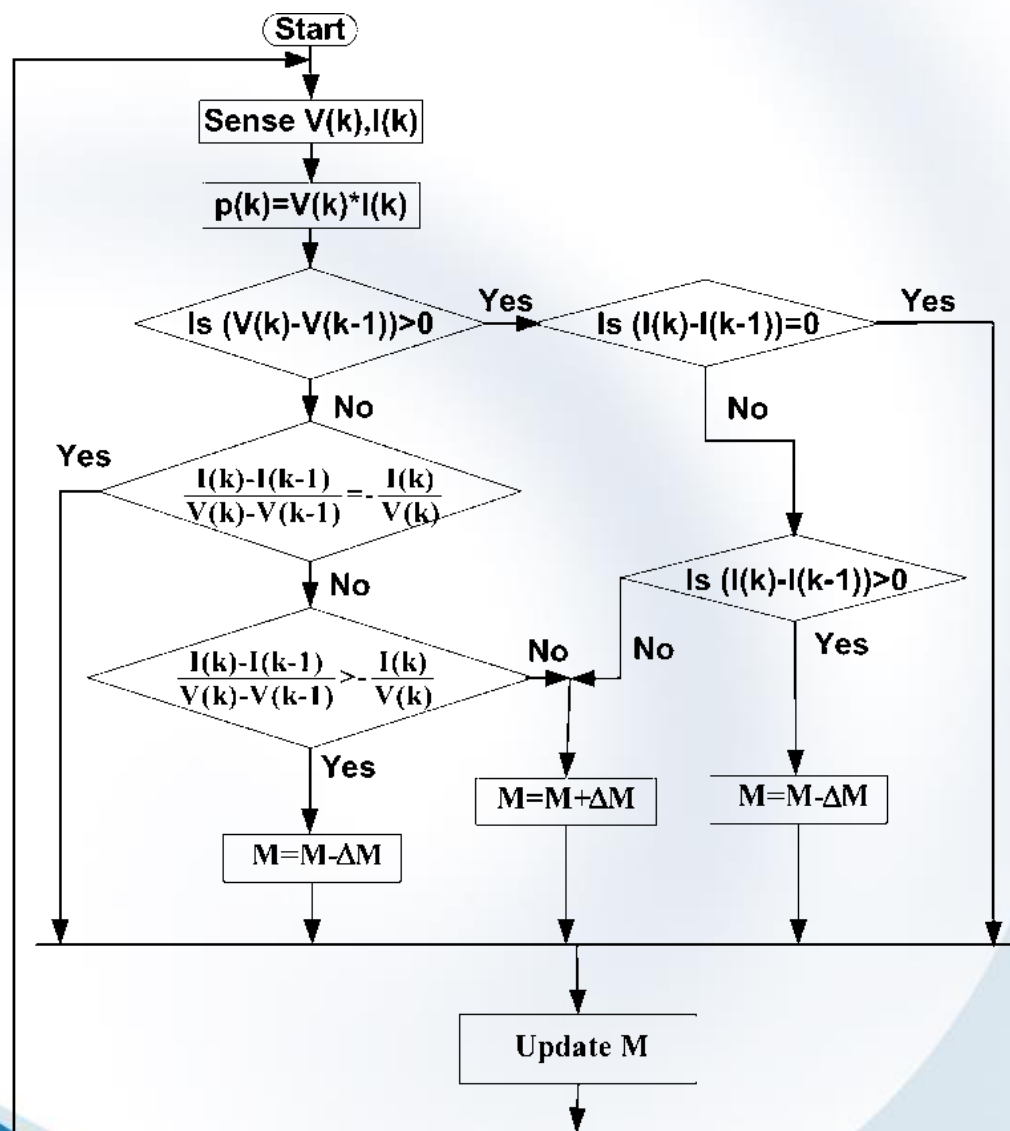 Start
Sense V(k),I(k)
p(k)=V(k)*I(k)
Is (V(k)-V(k-1))>0
Yes
Is (I(k)-I(k-1))=0
Yes
No
No
Yes
I(k)-I(k-1)
V(k)-V(k-1)
=-
I(k)
V(k)
No
Is (I(k)-I(k-1))>0
I(k)-I(k-1)
V(k)-V(k-1)
>-
I(k)
V(k)
No
No
Yes
Yes
M=M+ΔM
M=M-ΔM
M=M-ΔM
Update M